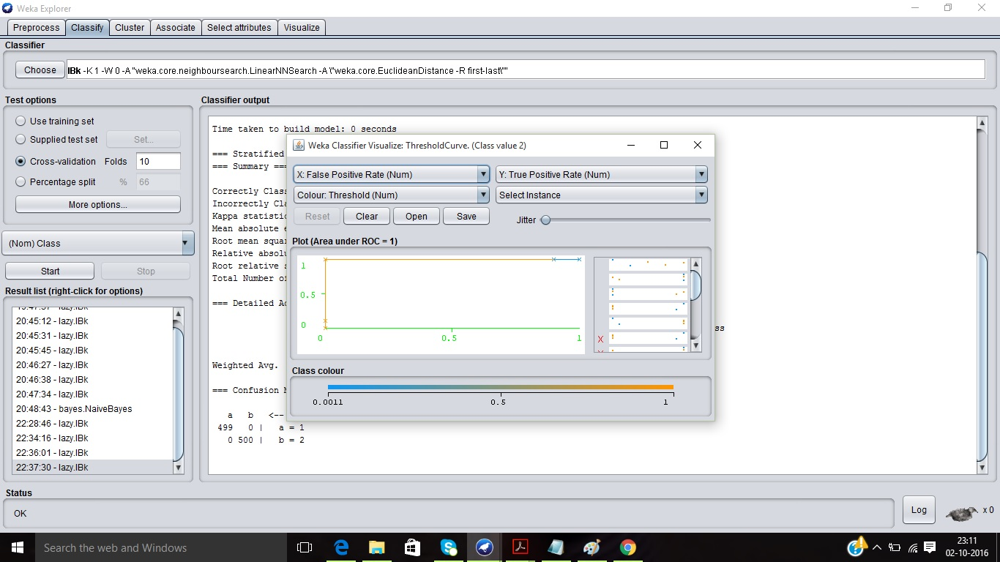 Weka Explorer
Preprocess Classify Cluster Associate Select attributes Visualize
Classifier
Choose IBk -K 1 -W 0 -A "weka.core.neighboursearch.LinearNNSearch -A \"weka.core.EuclideanDistance -R first-last\""
Test options
Use training set
Supplied test set Set...
Cross-validation Folds 10
Percentage split % 66
More options...
(Nom) Class
Start Stop
Result list (right-click for options)
20:45:12 - lazy.IBk
20:45:31 - lazy.IBk
20:45:45 - lazy.IBk
20:46:27 - lazy.IBk
20:46:38 - lazy.IBk
20:47:34 - lazy.IBk
20:48:43 - bayes.NaiveBayes
22:28:46 - lazy.IBk
22:34:16 - lazy.IBk
22:36:01 - lazy.IBk
22:37:30 - lazy.IBk
Classifier output
Time taken to build model: 0 seconds
=== Stratified
=== Summary ===
Correctly Clas
Incorrectly Cla
Kappa statistic
Mean absolute e
Root mean squa
Relative absolu
Root relative s
Total Number of
=== Detailed Ac
ss
Weighted Avg.
=== Confusion M
a b <--
499 0 | a = 1
0 500 | b = 2
Weka Classifier Visualize: ThresholdCurve. (Class value 2)
X: False Positive Rate (Num) Y: True Positive Rate (Num)
Colour: Threshold (Num) Select Instance
Reset Clear Open Save Jitter
Plot (Area under ROC = 1)
1
0.5
0
0 0.5 1
X
Class colour
0.0011 0.5 1
Status
OK
Log x 0
Search the web and Windows
23:11
02-10-2016